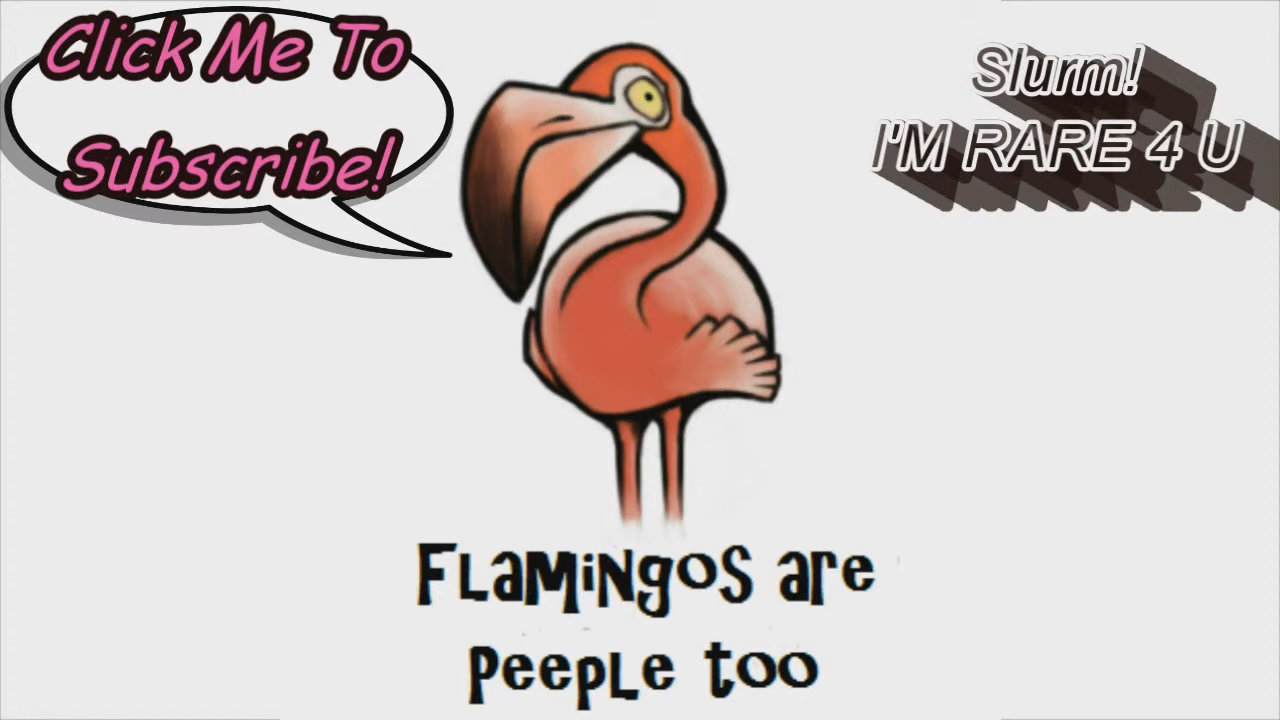 Click Me To
Subscribe!
Slurm!
I'M RARE 4 U
FLaMiNgos are
peepLe too